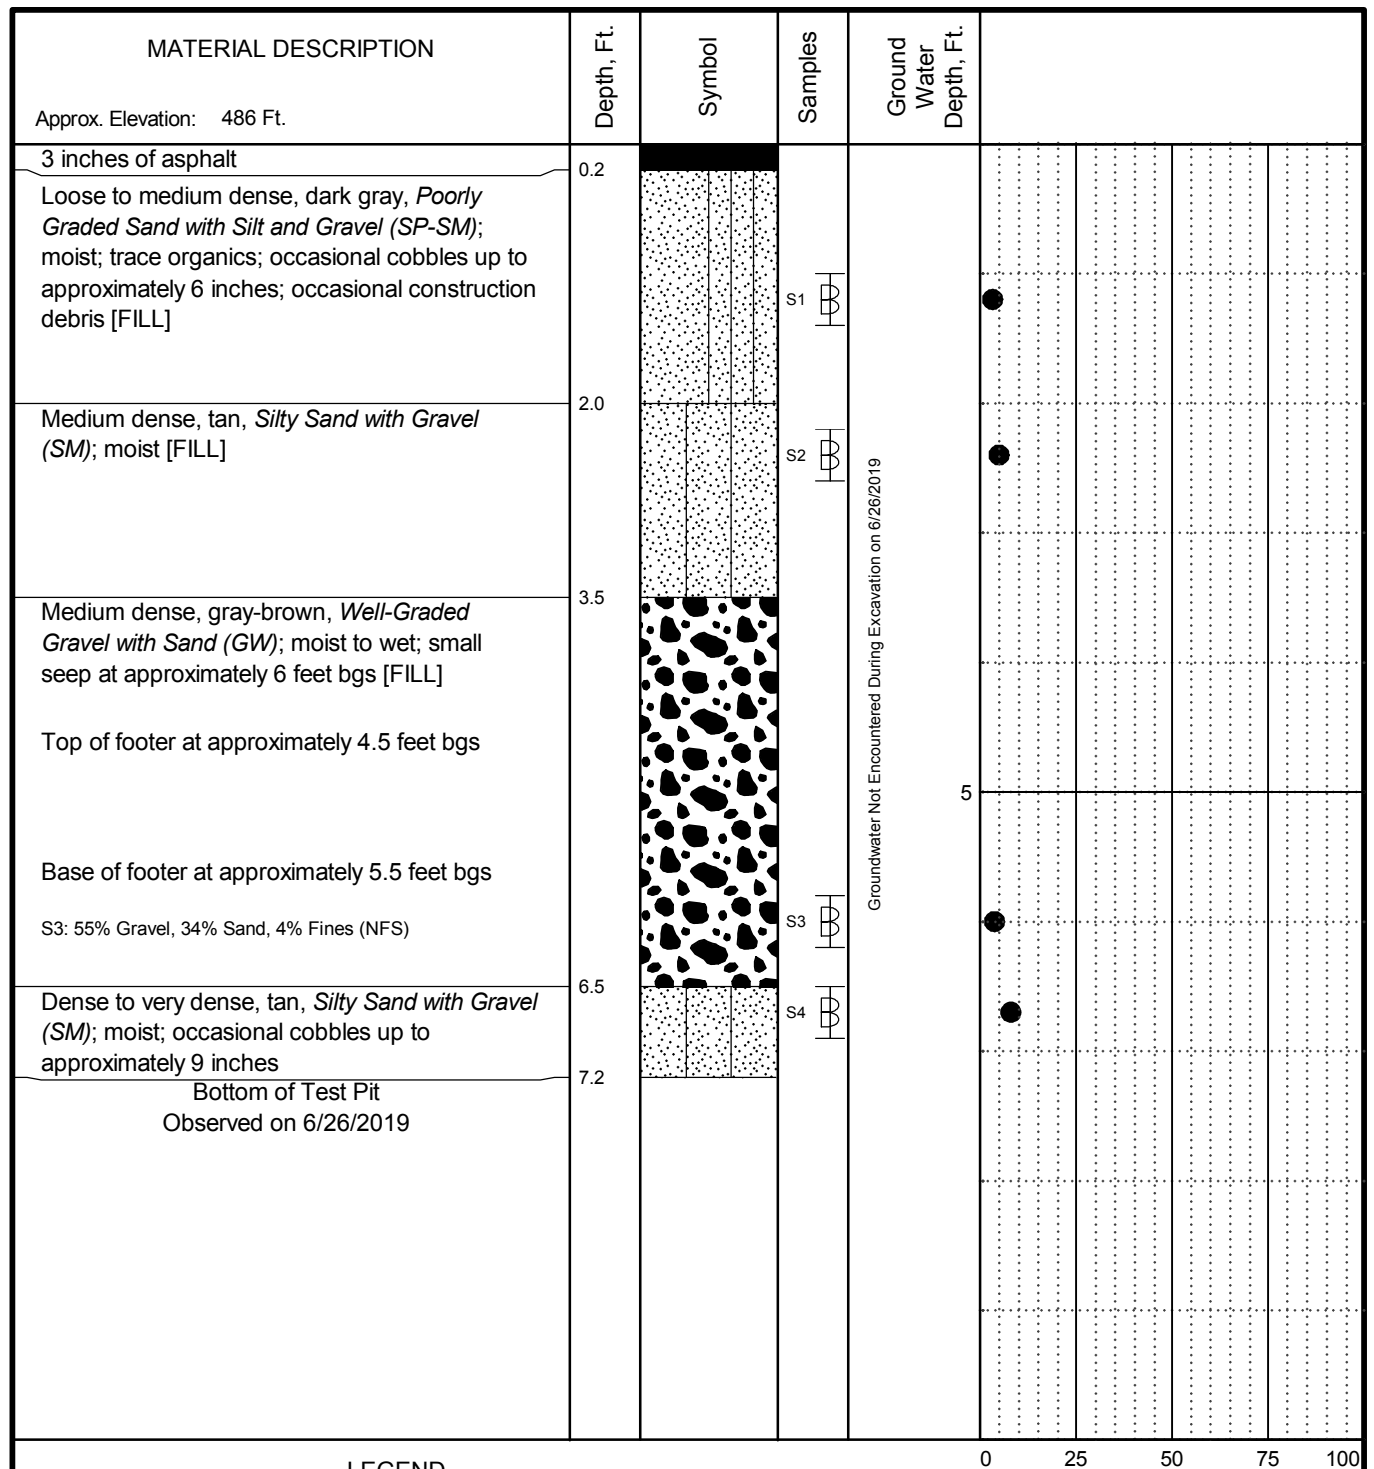 MATERIAL DESCRIPTION
Approx. Elevation: 486 Ft.
Depth, Ft.
Symbol
Samples
Ground
Water
Depth, Ft.
3 inches of asphalt
0.2
Loose to medium dense, dark gray, Poorly
Graded Sand with Silt and Gravel (SP-SM);
moist; trace organics; occasional cobbles up to
approximately 6 inches; occasional construction
debris [FILL]
S1
2.0
Medium dense, tan, Silty Sand with Gravel
(SM); moist [FILL]
S2
Groundwater Not Encountered During Excavation on 6/26/2019
3.5
Medium dense, gray-brown, Well-Graded
Gravel with Sand (GW); moist to wet; small
seep at approximately 6 feet bgs [FILL]
Top of footer at approximately 4.5 feet bgs
5
Base of footer at approximately 5.5 feet bgs
S3: 55% Gravel, 34% Sand, 4% Fines (NFS)
S3
6.5
Dense to very dense, tan, Silty Sand with Gravel
(SM); moist; occasional cobbles up to
approximately 9 inches
S4
7.2
Bottom of Test Pit
Observed on 6/26/2019
0 25 50 75 100
LEGEND